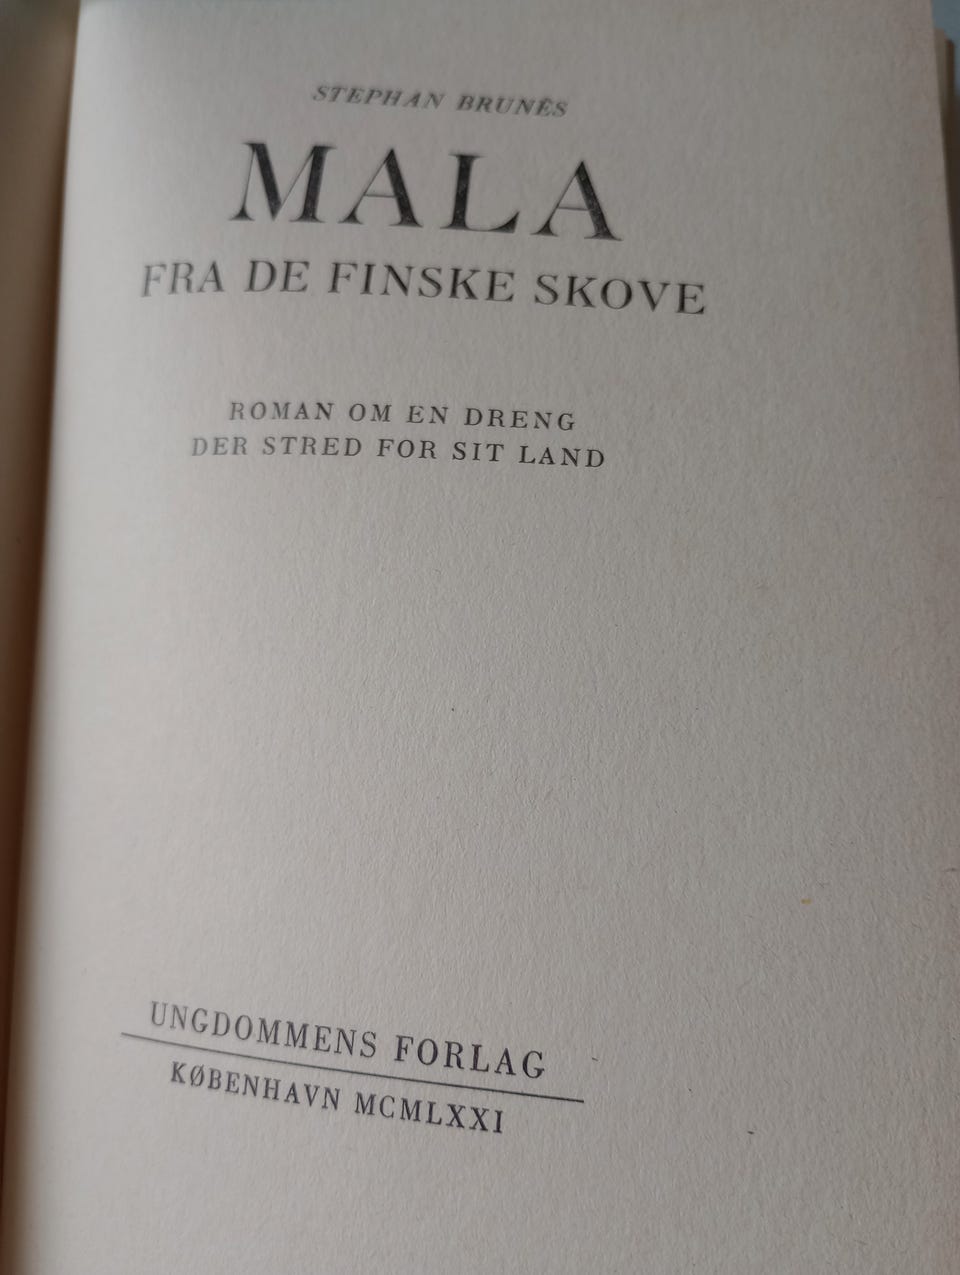 STEPHAN BRUNÈS
MALA
FRA DE FINSKE SKOVE
ROMAN OM EN DRENG
DER STRED FOR SIT LAND
UNGDOMMENS FORLAG
KØBENHAVN MCMLXXI